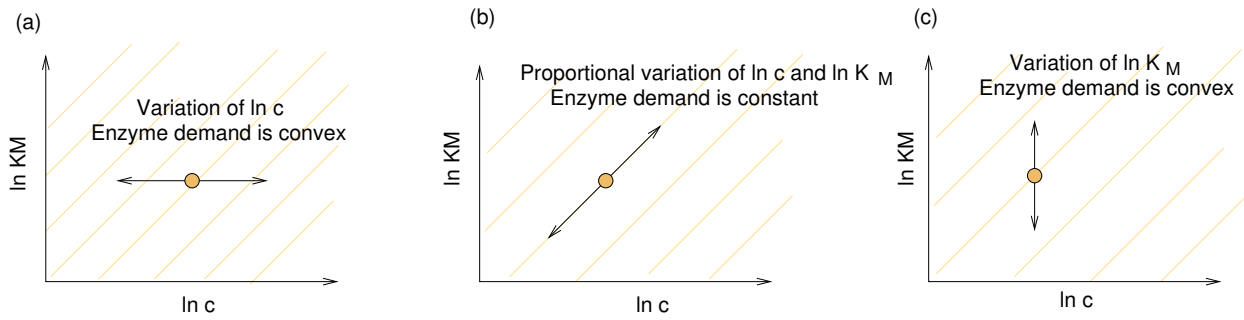 (a)
Variation of ln c
Enzyme demand is convex
ln KM
ln c
(b)
Proportional variation of ln c and ln K M
Enzyme demand is constant
ln KM
ln c
(c)
Variation of ln K M
Enzyme demand is convex
ln KM
ln c